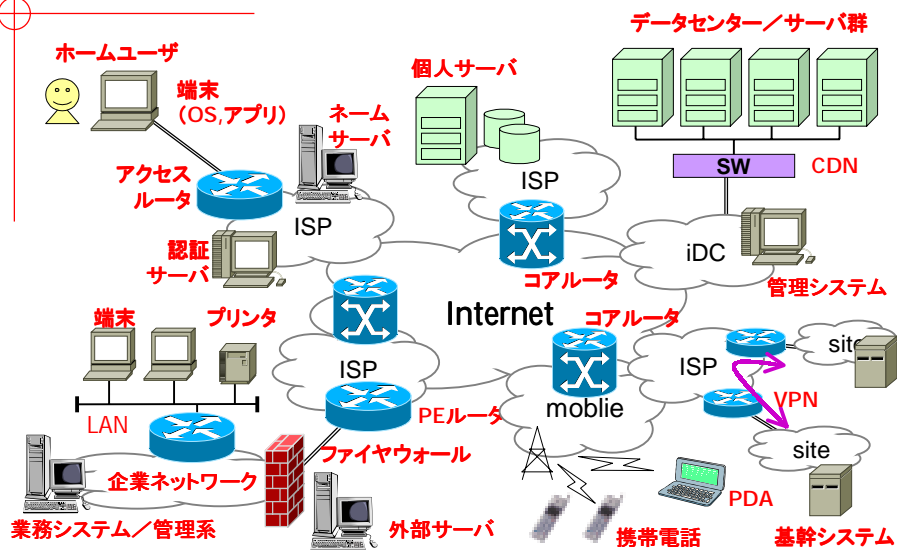 データセンター／サーバ群
ホームユーザ
個人サーバ
端末
（OS,アプリ）
ネーム
サーバ
SW
CDN
アクセス
ルータ
ISP
ISP
iDC
認証
サーバ
コアルータ
管理システム
端末
プリンタ
Internet
コアルータ
site
ISP
ISP
LAN
PEルータ
moblie
VPN
site
ファイヤウォール
企業ネットワーク
PDA
業務システム／管理系
外部サーバ
携帯電話
基幹システム